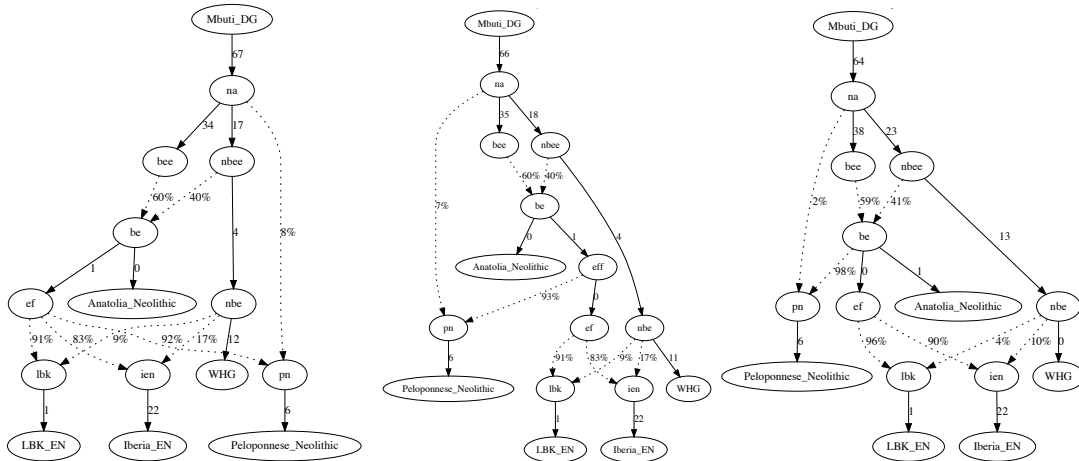 Mbuti_DG
67
na
34
17
bee
nbee
60%
40%
8%
be
4
1
0
ef
Anatolia_Neolithic
nbe
91%
83%
9%
92%
17%
12
lbk
ien
WHG
pn
1
22
6
LBK_EN
Iberia_EN
Peloponnese_Neolithic
Mbuti_DG
66
na
35
18
bee
nbee
7%
60%
40%
be
0
1
4
Anatolia_Neolithic
eff
93%
0
pn
ef
nbe
6
91%
83%
9%
17%
11
Peloponnese_Neolithic
lbk
ien
WHG
1
22
LBK_EN
Iberia_EN
Mbuti_DG
64
na
38
23
bee
nbee
2%
59%
41%
be
13
98%
0
1
pn
ef
Anatolia_Neolithic
nbe
6
96%
90%
4%
10%
0
Peloponnese_Neolithic
lbk
ien
WHG
1
22
LBK_EN
Iberia_EN